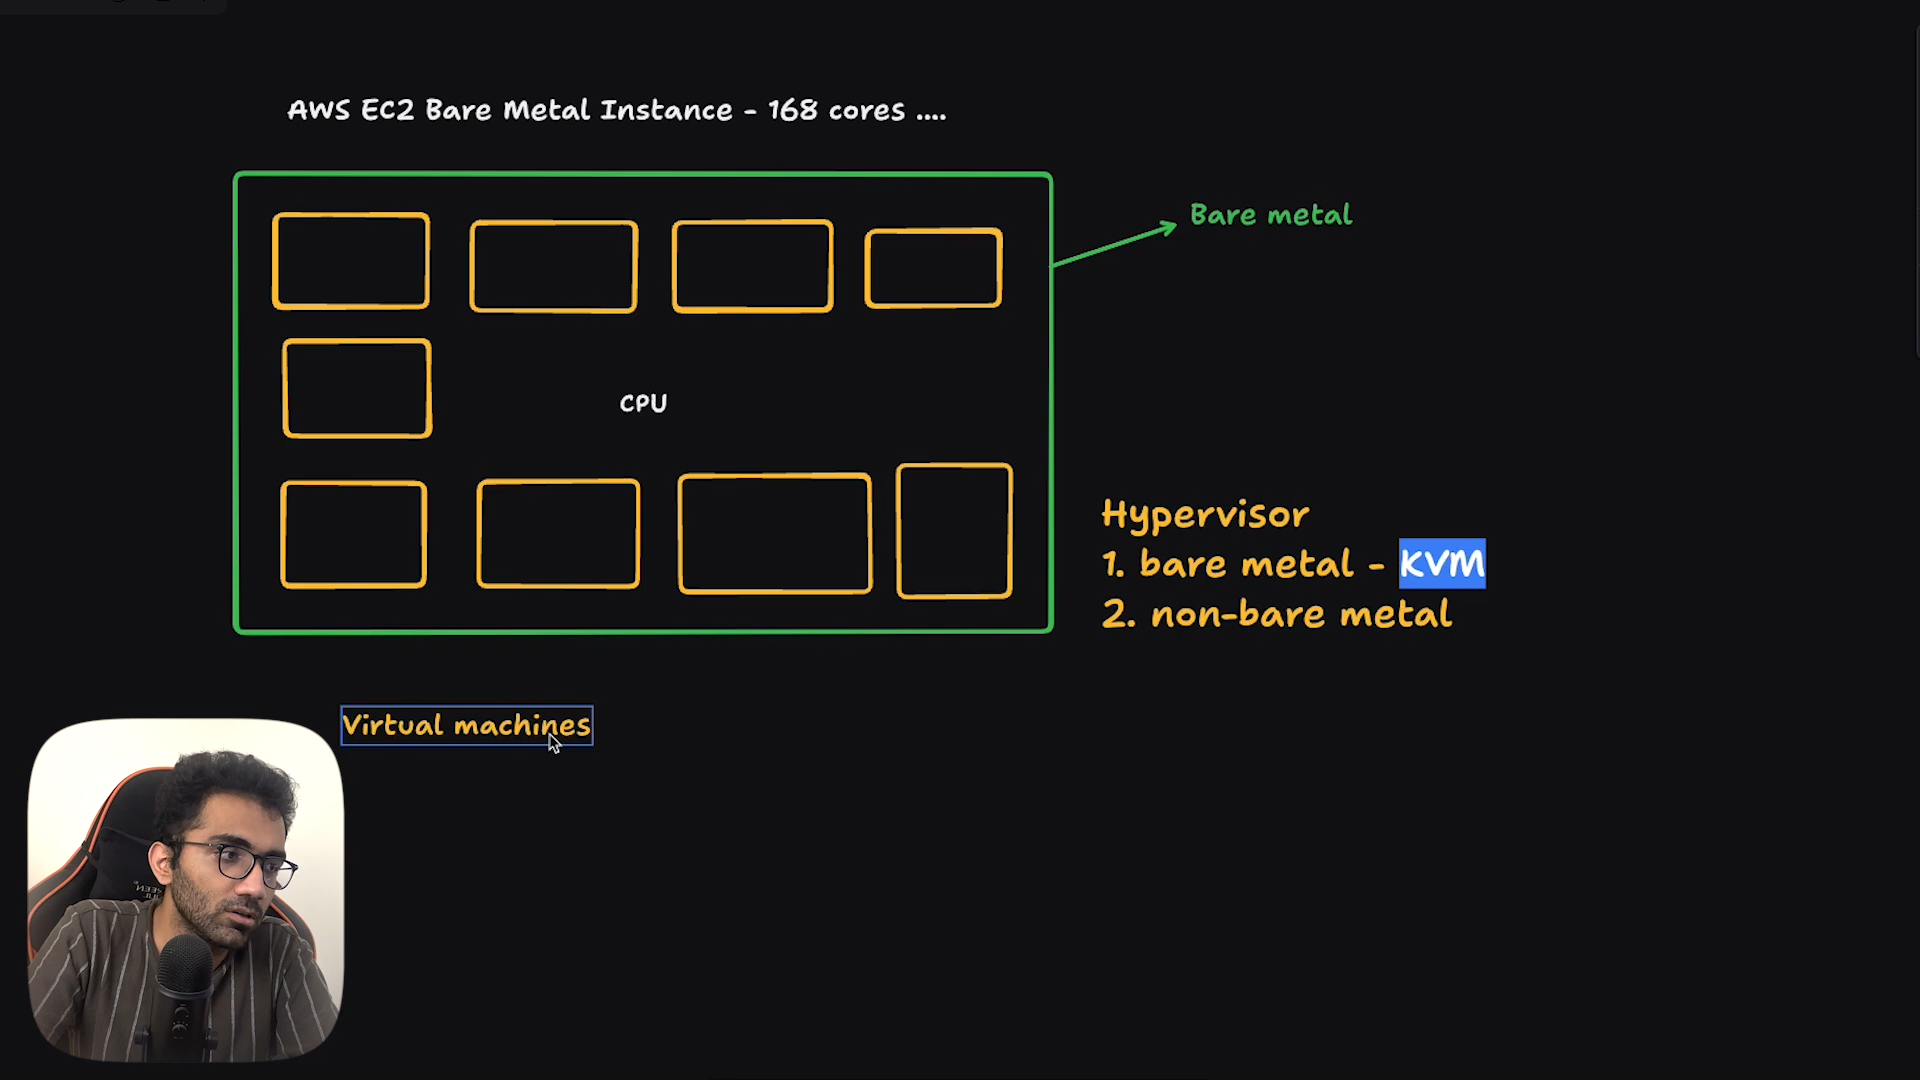 AWS EC2 Bare Metal Instance - 168 cores ....
Bare metal
CPU
Hypervisor
1. bare metal - KVM
2. non-bare metal
Virtual machines